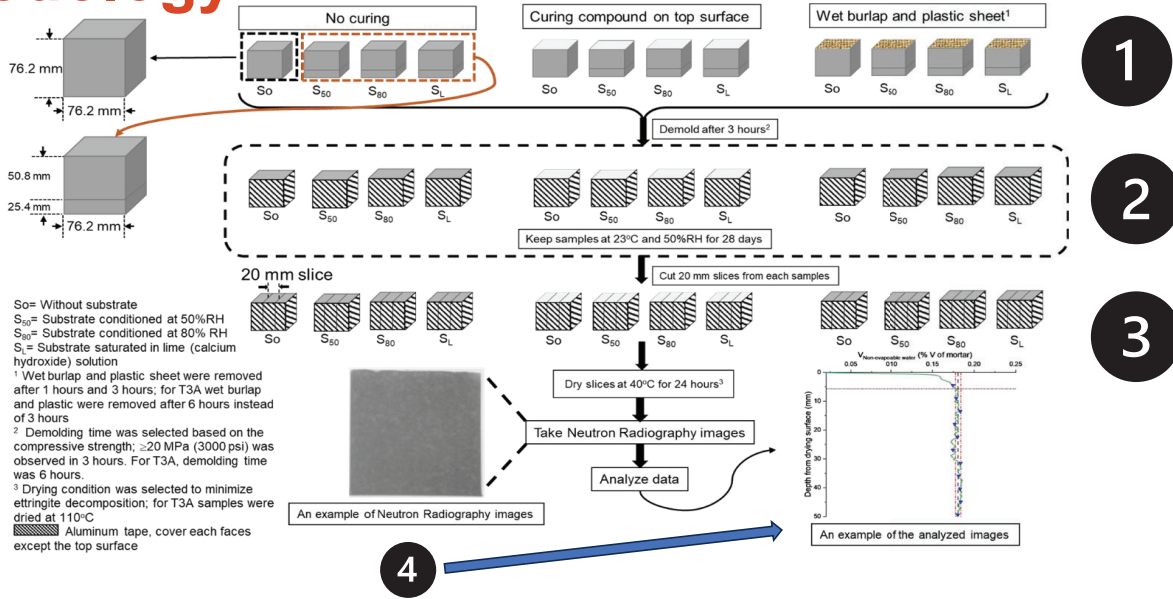 No curing
Curing compound on top surface
Wet burlap and plastic sheet¹
1
76.2 mm
76.2 mm
So
S₅₀
S₈₀
S_L
So
S₅₀
S₈₀
S_L
So
S₅₀
S₈₀
S_L
Demold after 3 hours²
50.8 mm
25.4 mm
76.2 mm
2
So
S₅₀
S₈₀
S_L
So
S₅₀
S₈₀
S_L
So
S₅₀
S₈₀
S_L
Keep samples at 23°C and 50%RH for 28 days
Cut 20 mm slices from each samples
20 mm slice
3
So
S₅₀
S₈₀
S_L
So
S₅₀
S₈₀
S_L
So
S₅₀
S₈₀
S_L
So= Without substrate
S₅₀= Substrate conditioned at 50%RH
S₈₀= Substrate conditioned at 80% RH
S_L= Substrate saturated in lime (calcium
hydroxide) solution
¹ Wet burlap and plastic sheet were removed
after 1 hours and 3 hours; for T3A wet burlap
and plastic were removed after 6 hours instead
of 3 hours
² Demolding time was selected based on the
compressive strength; ≥20 MPa (3000 psi) was
observed in 3 hours. For T3A, demolding time
was 6 hours.
³ Drying condition was selected to minimize
ettringite decomposition; for T3A samples were
dried at 110°C
Aluminum tape, cover each faces
except the top surface
Dry slices at 40°C for 24 hours³
Take Neutron Radiography images
Analyze data
An example of Neutron Radiography images
V Non-evapoable water (% V of mortar)
0.05
0.10
0.15
0.20
0.25
0
10
20
30
40
50
Depth from drying surface (mm)
An example of the analyzed images
4